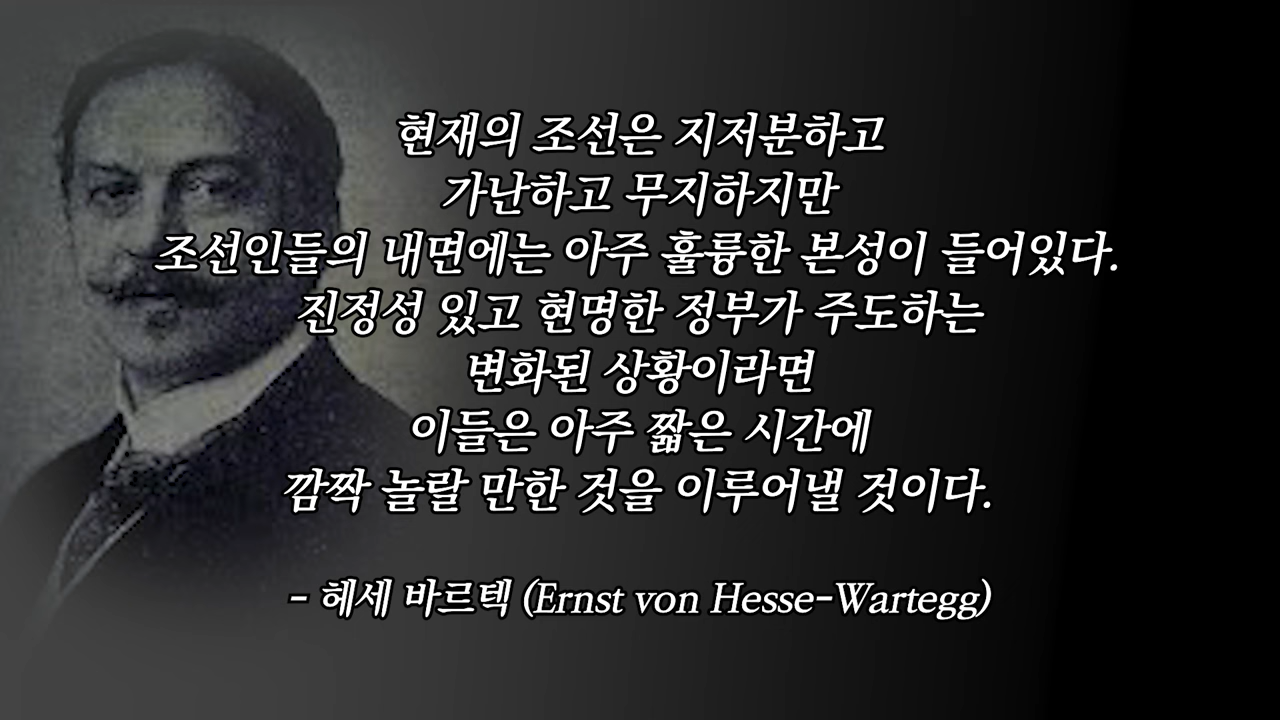 현재의 조선은 지저분하고
가난하고 무지하지만
조선인들의 내면에는 아주 훌륭한 본성이 들어있다.
진정성 있고 현명한 정부가 주도하는
변화된 상황이라면
이들은 아주 짧은 시간에
깜짝 놀랄 만한 것을 이루어낼 것이다.
- 헤세 바르텍 (Ernst von Hesse-Wartegg)